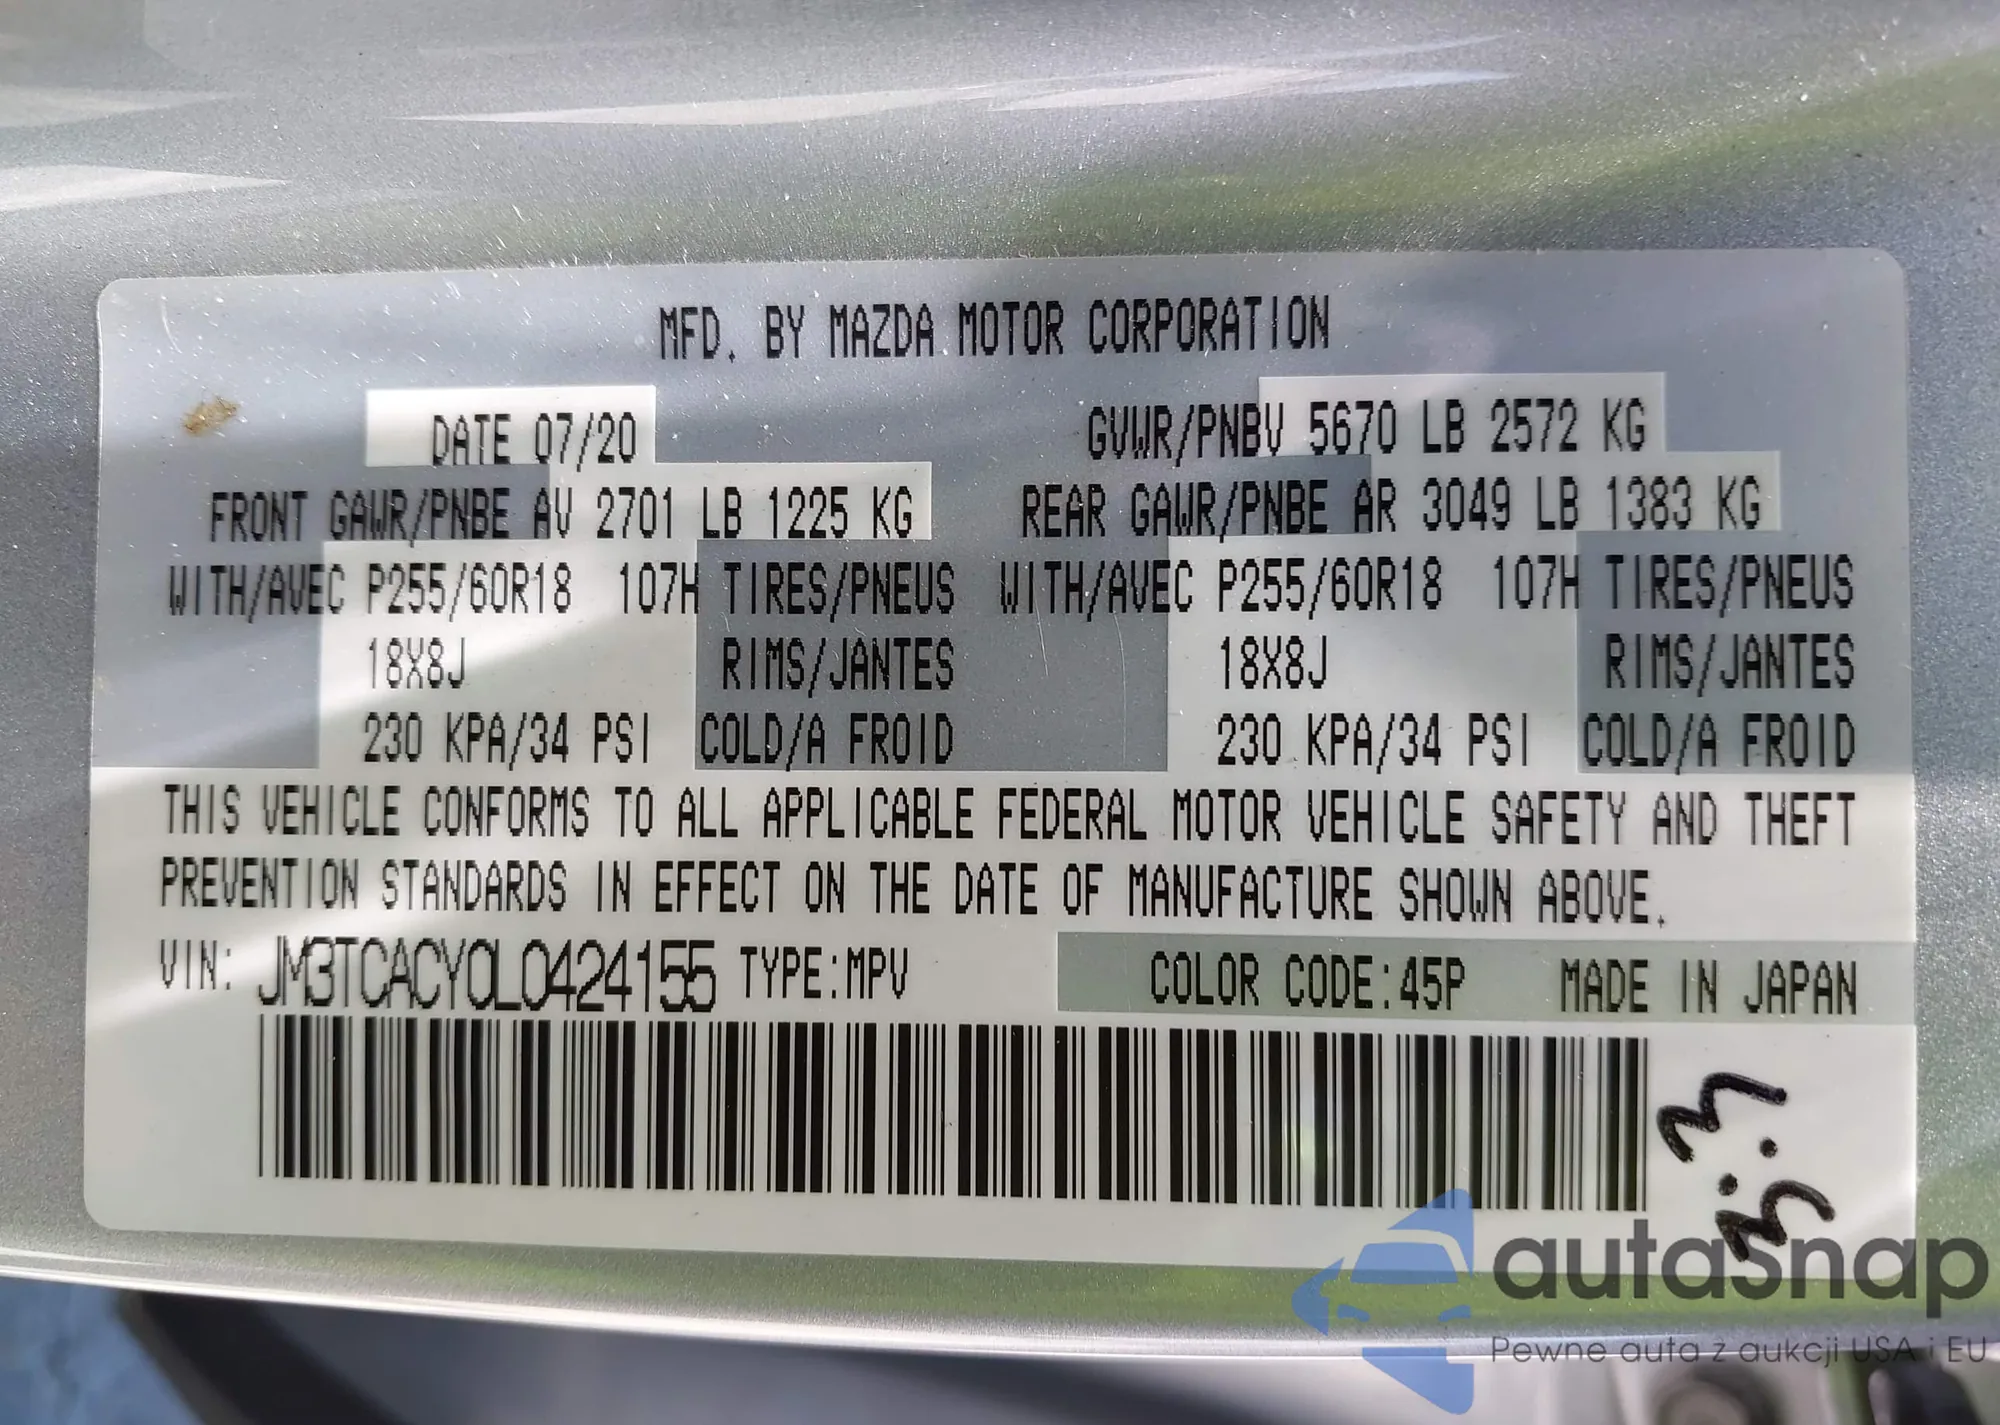 MFD. BY MAZDA MOTOR CORPORATION
DATE 07/20 GVWR/PNBV 5670 LB 2572 KG
FRONT GAWR/PNBE AV 2701 LB 1225 KG REAR GAWR/PNBE AR 3049 LB 1383 KG
WITH/AVEC P255/60R18 107H TIRES/PNEUS WITH/AVEC P255/60R18 107H TIRES/PNEUS
18X8J RIMS/JANTES 18X8J RIMS/JANTES
230 KPA/34 PSI COLD/A FROID 230 KPA/34 PSI COLD/A FROID
THIS VEHICLE CONFORMS TO ALL APPLICABLE FEDERAL MOTOR VEHICLE SAFETY AND THEFT
PREVENTION STANDARDS IN EFFECT ON THE DATE OF MANUFACTURE SHOWN ABOVE.
VIN: JM3TCACY0L0424155 TYPE:MPV COLOR CODE:45P MADE IN JAPAN
autasnap
Pewne auta z aukcji USA i EU